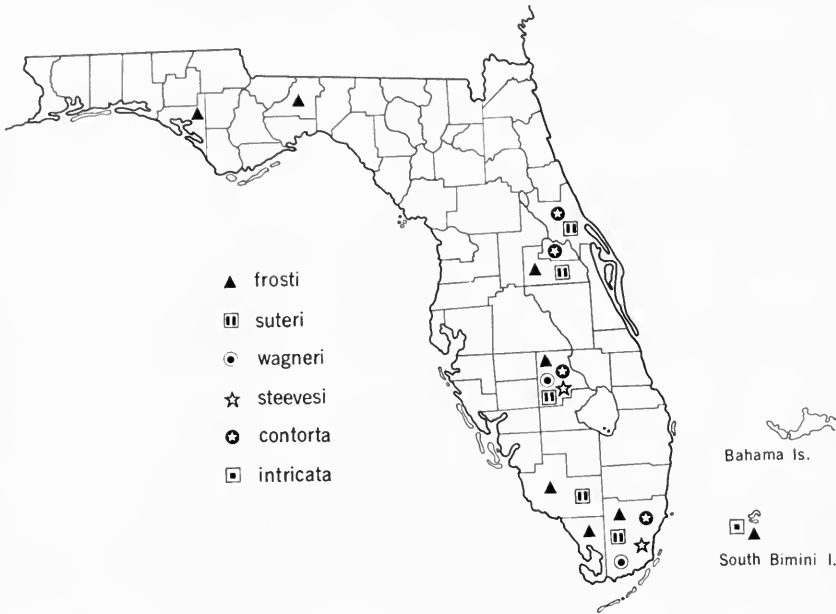 frosti
suteri
wagneri
steevesi
contorta
intricata
Bahama Is.
South Bimini I.